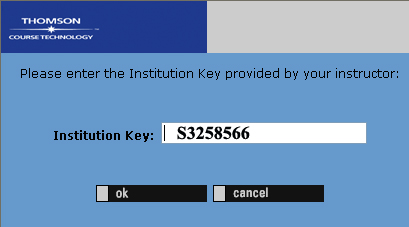 THOMSON
COURSE TECHNOLOGY
Please enter the Institution Key provided by your instructor:
Institution Key: S3258566
ok cancel